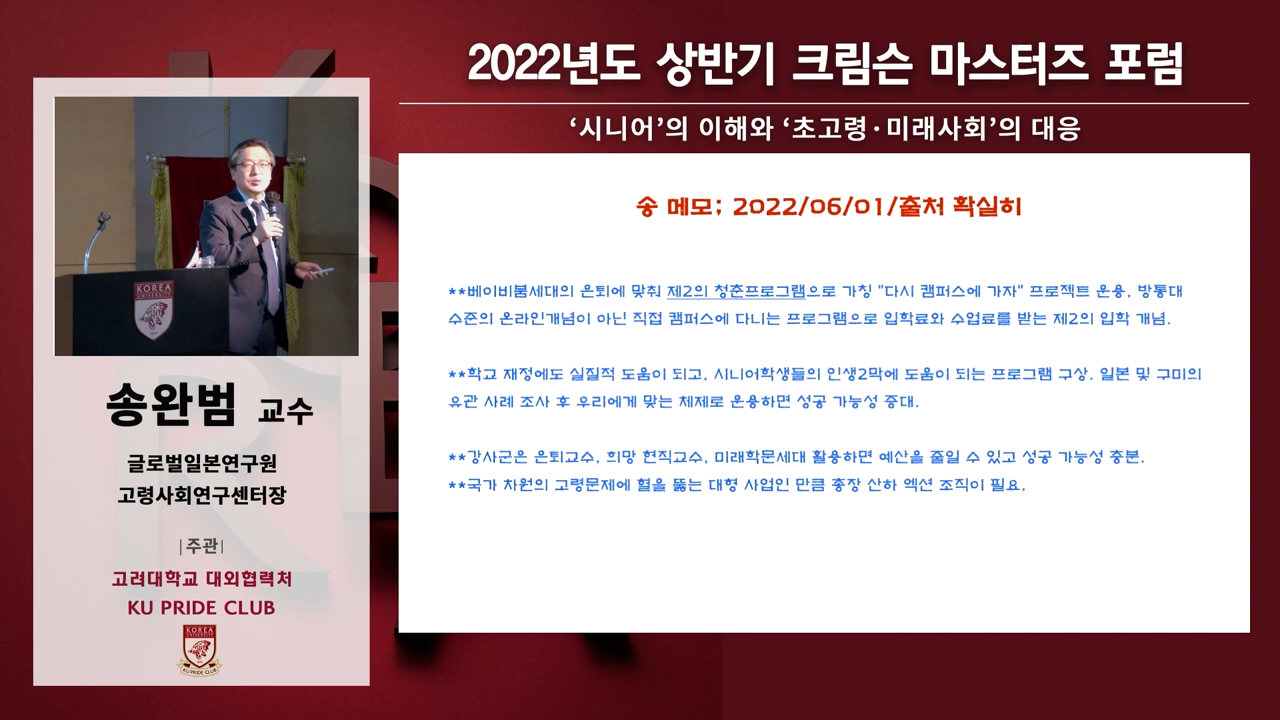 2022년도 상반기 크림슨 마스터즈 포럼
‘시니어’의 이해와 ‘초고령·미래사회’의 대응
KOREA
UNIVERSITY
송완범 교수
글로벌일본연구원
고령사회연구센터장
|주관|
고려대학교 대외협력처
KU PRIDE CLUB
KOREA
UNIVERSITY
KU PRIDE CLUB
송 메모; 2022/06/01/출처 확실히
**베이비붐세대의 은퇴에 맞춰 제2의 청춘프로그램으로 가칭 "다시 캠퍼스에 가자" 프로젝트 운용, 방통대
수준의 온라인개념이 아닌 직접 캠퍼스에 다니는 프로그램으로 입학료와 수업료를 받는 제2의 입학 개념.
**학교 재정에도 실질적 도움이 되고, 시니어학생들의 인생2막에 도움이 되는 프로그램 구상. 일본 및 구미의
유관 사례 조사 후 우리에게 맞는 체제로 운용하면 성공 가능성 증대.
**강사군은 은퇴교수, 희망 현직교수, 미래학문세대 활용하면 예산을 줄일 수 있고 성공 가능성 충분.
**국가 차원의 고령문제에 혈을 뚫는 대형 사업인 만큼 총장 산하 엑션 조직이 필요.